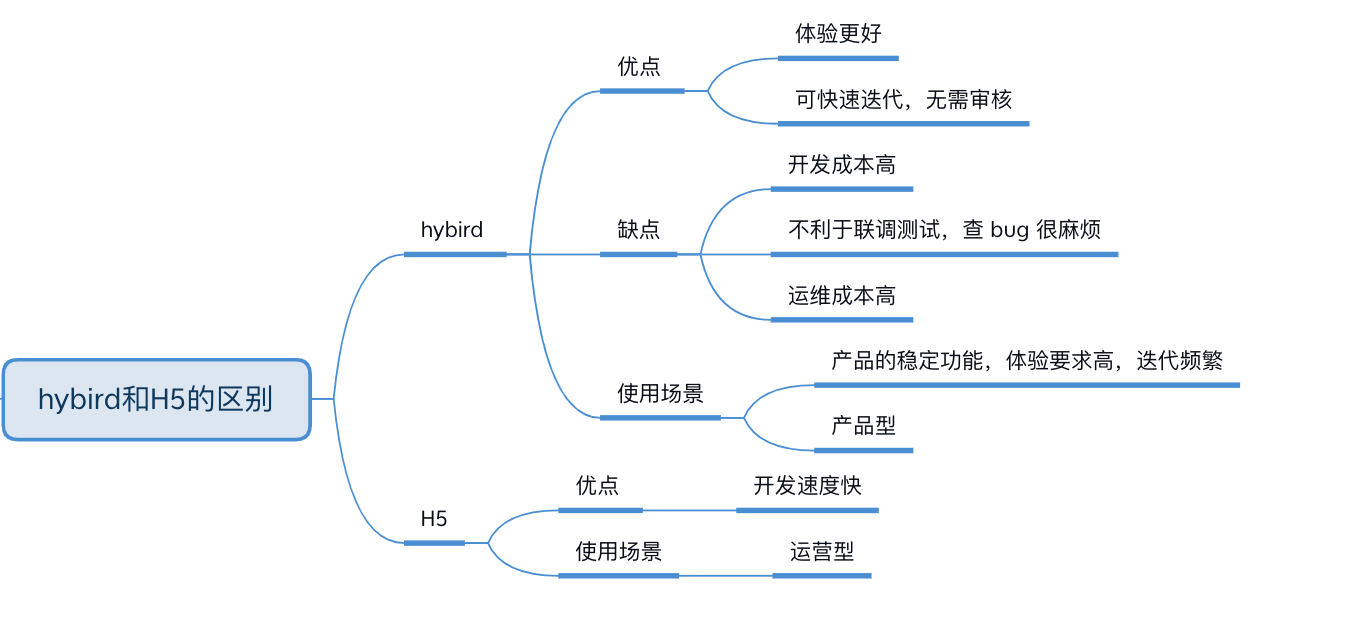 hybird和H5的区别
hybird
优点
体验更好
可快速迭代，无需审核
缺点
开发成本高
不利于联调测试，查 bug 很麻烦
运维成本高
使用场景
产品的稳定功能，体验要求高，迭代频繁
产品型
H5
优点
开发速度快
使用场景
运营型